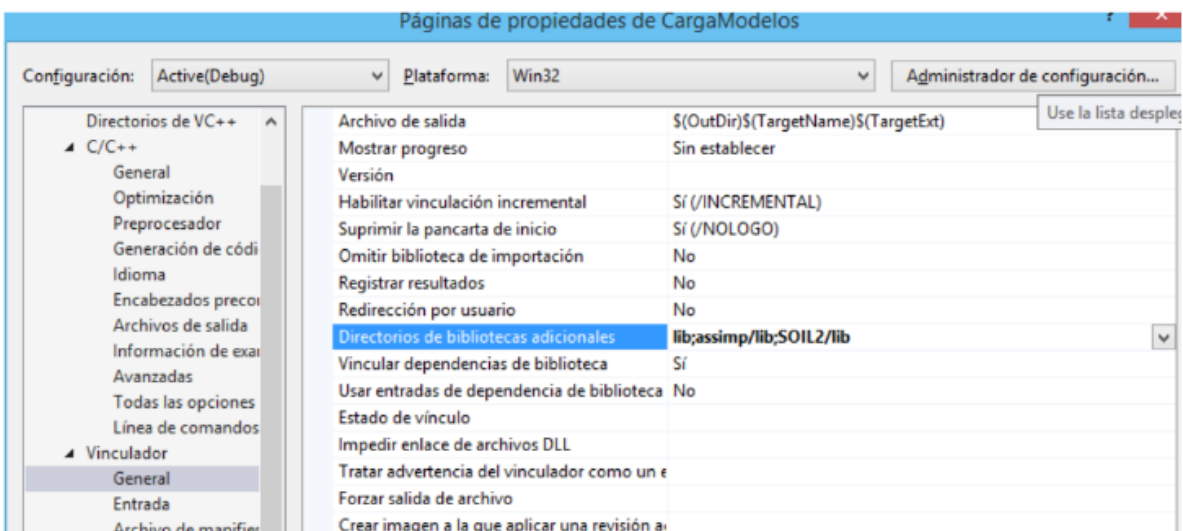 Páginas de propiedades de CargaModelos
?
Configuración: Active(Debug) Plataforma: Win32 Administrador de configuración...
Use la lista despleg
Directorios de VC++
C/C++
General
Optimización
Preprocesador
Generación de códi
Idioma
Encabezados preco
Archivos de salida
Información de exa
Avanzadas
Todas las opciones
Línea de comandos
Vinculador
General
Entrada
Archivo de manifies
Archivo de salida $(OutDir)$(TargetName)$(TargetExt)
Mostrar progreso Sin establecer
Versión
Habilitar vinculación incremental Sí (/INCREMENTAL)
Suprimir la pancarta de inicio Sí (/NOLOGO)
Omitir biblioteca de importación No
Registrar resultados No
Redirección por usuario No
Directorios de bibliotecas adicionales lib;assimp/lib;SOIL2/lib
Vincular dependencias de biblioteca Sí
Usar entradas de dependencia de biblioteca No
Estado de vínculo
Impedir enlace de archivos DLL
Tratar advertencia del vinculador como un e
Forzar salida de archivo
Crear imagen a la que aplicar una revisión a